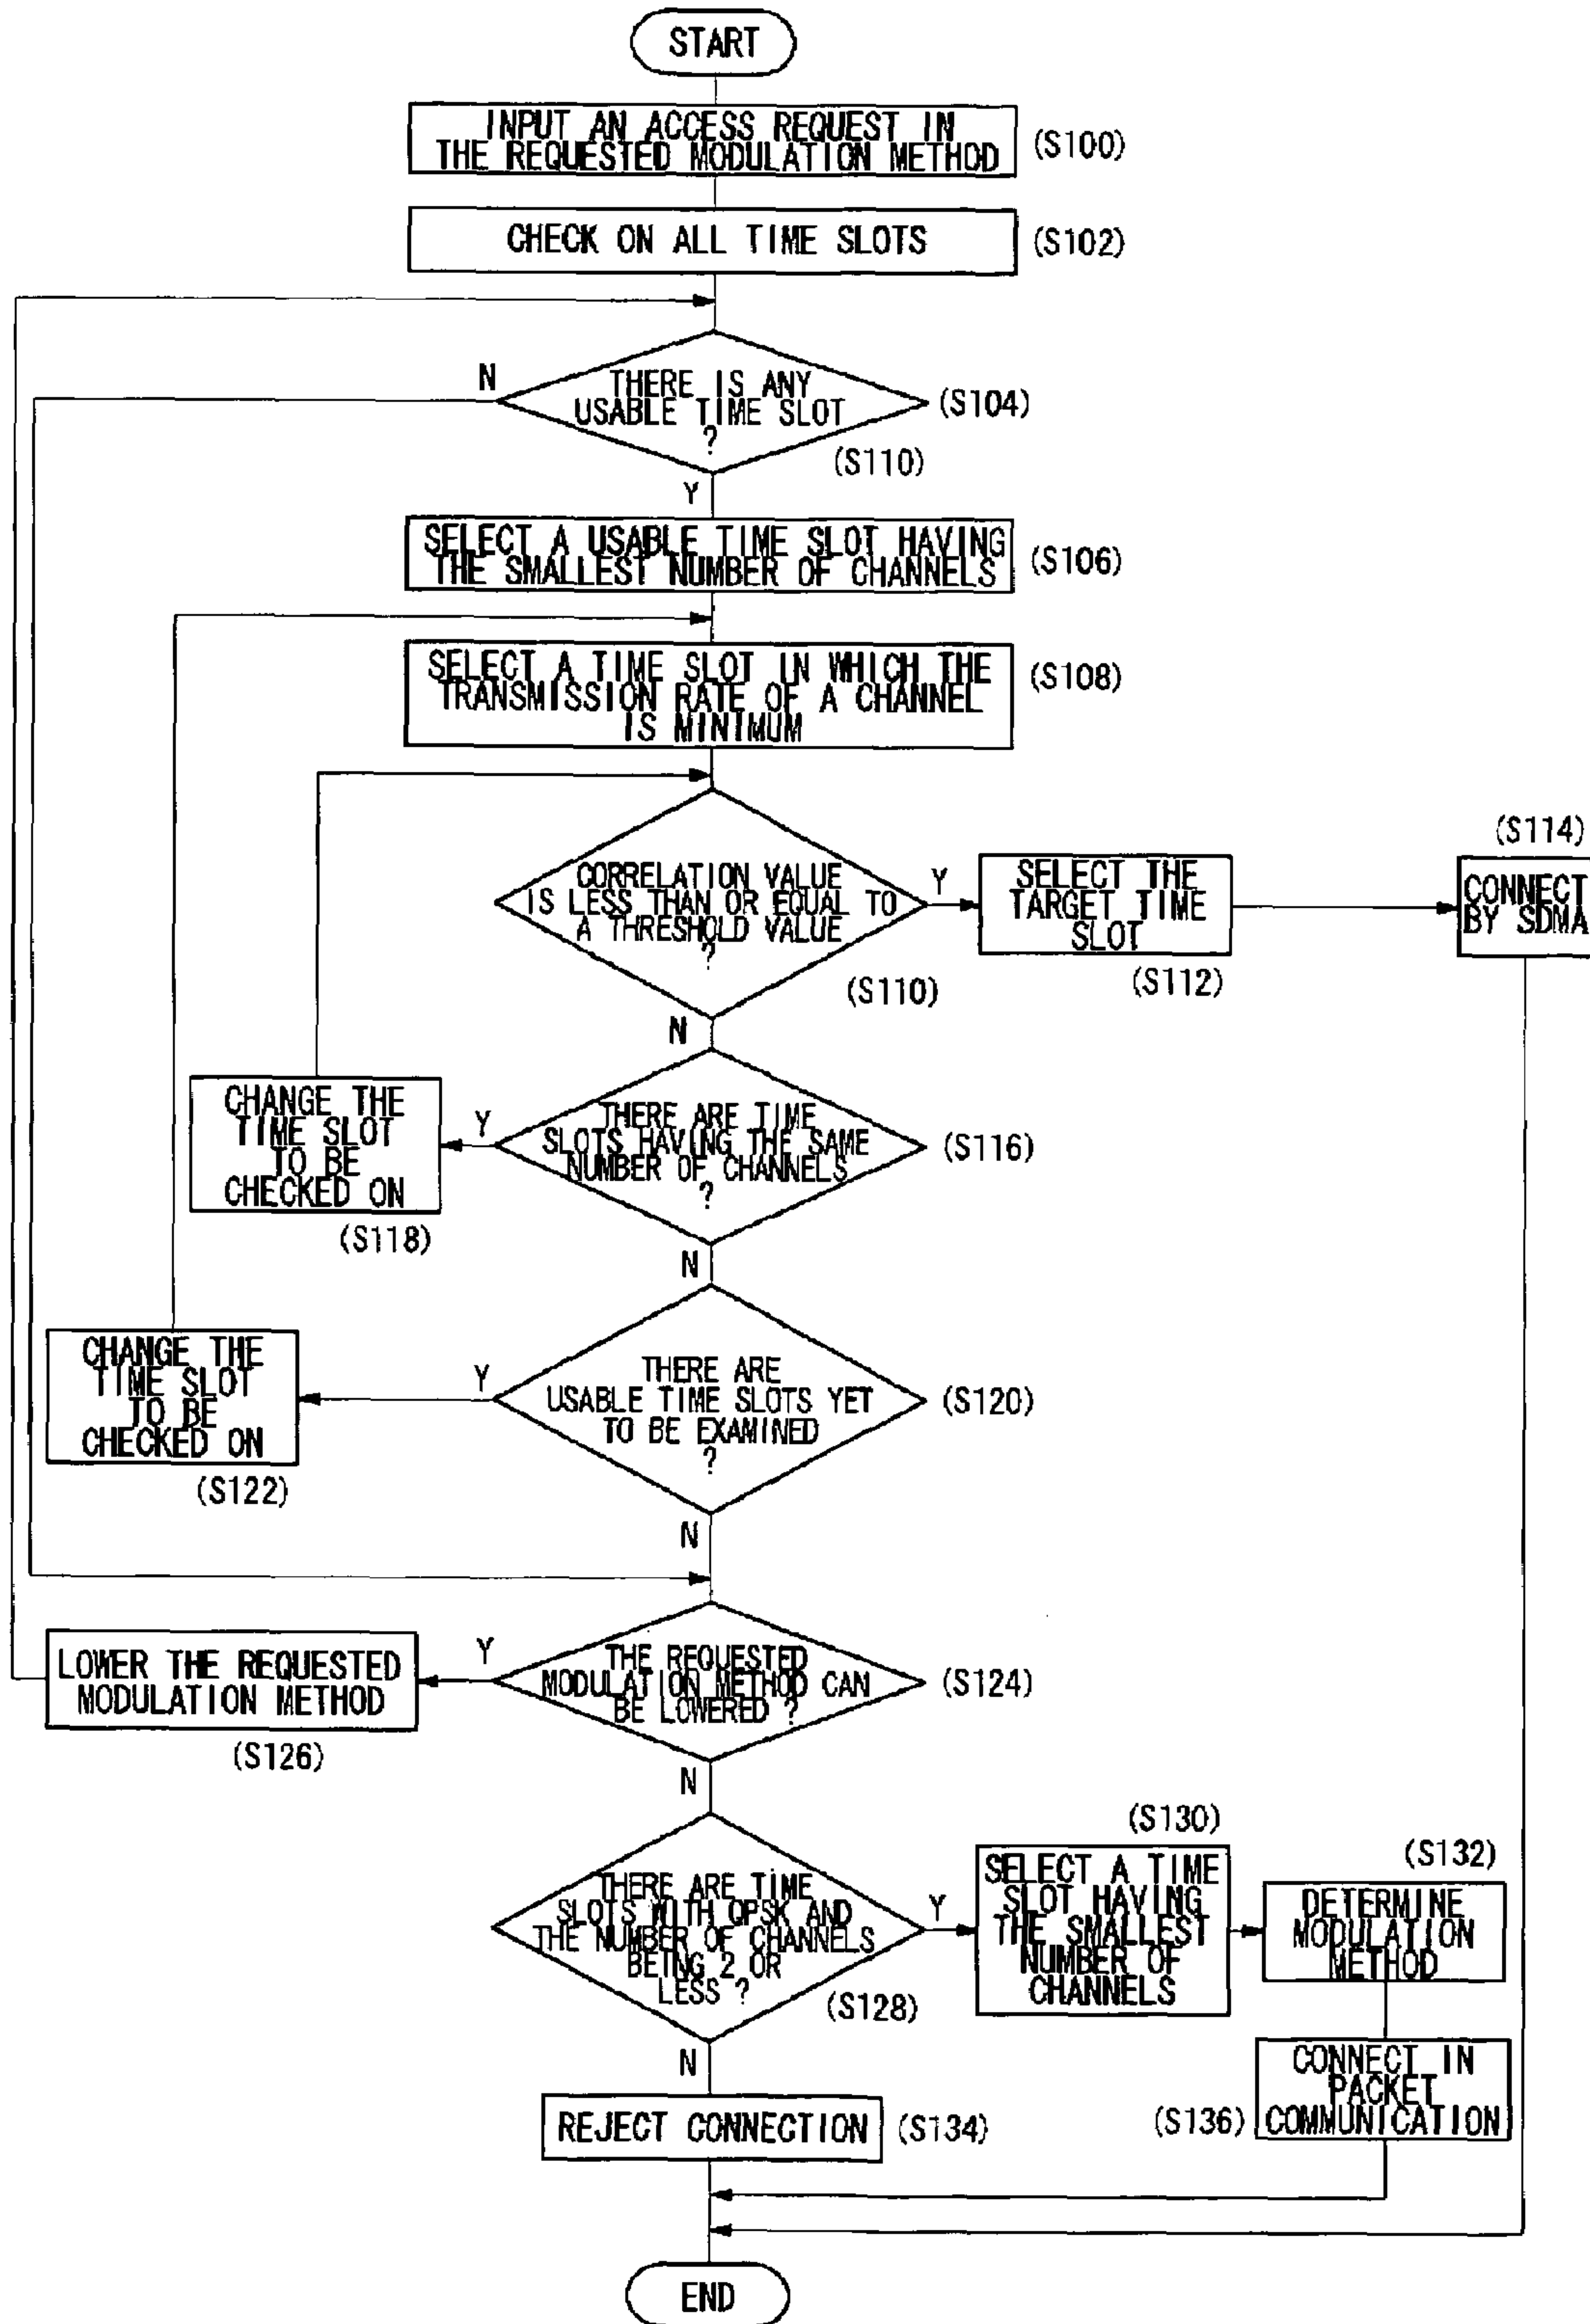 START
INPUT AN ACCESS REQUEST IN
THE REQUESTED MODULATION METHOD
(S100)
CHECK ON ALL TIME SLOTS
(S102)
N
THERE IS ANY
USABLE TIME SLOT
?
(S104)
(S110)
Y
SELECT A USABLE TIME SLOT HAVING
THE SMALLEST NUMBER OF CHANNELS
(S106)
SELECT A TIME SLOT IN WHICH THE
TRANSMISSION RATE OF A CHANNEL
IS MINIMUM
(S108)
CORRELATION VALUE
IS LESS THAN OR EQUAL TO
A THRESHOLD VALUE
?
(S110)
Y
SELECT THE
TARGET TIME
SLOT
(S112)
(S114)
CONNECT
BY SDMA
N
THERE ARE TIME
SLOTS HAVING THE SAME
NUMBER OF CHANNELS
?
(S116)
Y
CHANGE THE
TIME SLOT
TO BE
CHECKED ON
(S118)
N
THERE ARE
USABLE TIME SLOTS YET
TO BE EXAMINED
?
(S120)
Y
CHANGE THE
TIME SLOT
TO BE
CHECKED ON
(S122)
N
THE REQUESTED
MODULATION METHOD CAN
BE LOWERED ?
(S124)
Y
LOWER THE REQUESTED
MODULATION METHOD
(S126)
N
THERE ARE TIME
SLOTS WITH QPSK AND
THE NUMBER OF CHANNELS
BEING 2 OR
LESS ?
(S128)
Y
(S130)
SELECT A TIME
SLOT HAVING
THE SMALLEST
NUMBER OF
CHANNELS
(S132)
DETERMINE
MODULATION
METHOD
N
REJECT CONNECTION
(S134)
(S136)
CONNECT IN
PACKET
COMMUNICATION
END